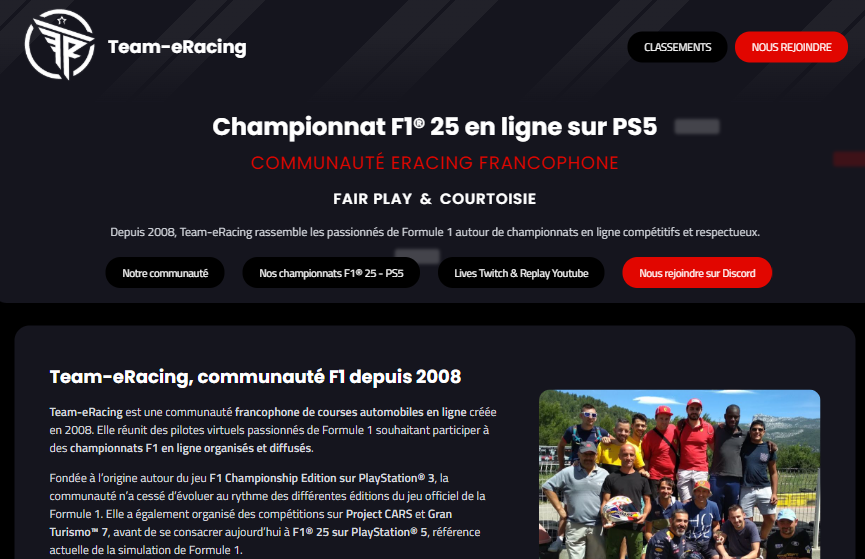 Team-eRacing
CLASSEMENTS
NOUS REJOINDRE
Championnat F1® 25 en ligne sur PS5
COMMUNAUTÉ ERACING FRANCOPHONE
FAIR PLAY & COURTOISIE
Depuis 2008, Team-eRacing rassemble les passionnés de Formule 1 autour de championnats en ligne compétitifs et respectueux.
Notre communauté
Nos championnats F1® 25 - PS5
Lives Twitch & Replay Youtube
Nous rejoindre sur Discord
Team-eRacing, communauté F1 depuis 2008
Team-eRacing est une communauté francophone de courses automobiles en ligne créée
en 2008. Elle réunit des pilotes virtuels passionnés de Formule 1 souhaitant participer à
des championnats F1 en ligne organisés et diffusés.
Fondée à l'origine autour du jeu F1 Championship Edition sur PlayStation® 3, la
communauté n'a cessé d'évoluer au rythme des différentes éditions du jeu officiel de la
Formule 1. Elle a également organisé des compétitions sur Project CARS et Gran
Turismo™ 7, avant de se consacrer aujourd'hui à F1® 25 sur PlayStation® 5, référence
actuelle de la simulation de Formule 1.